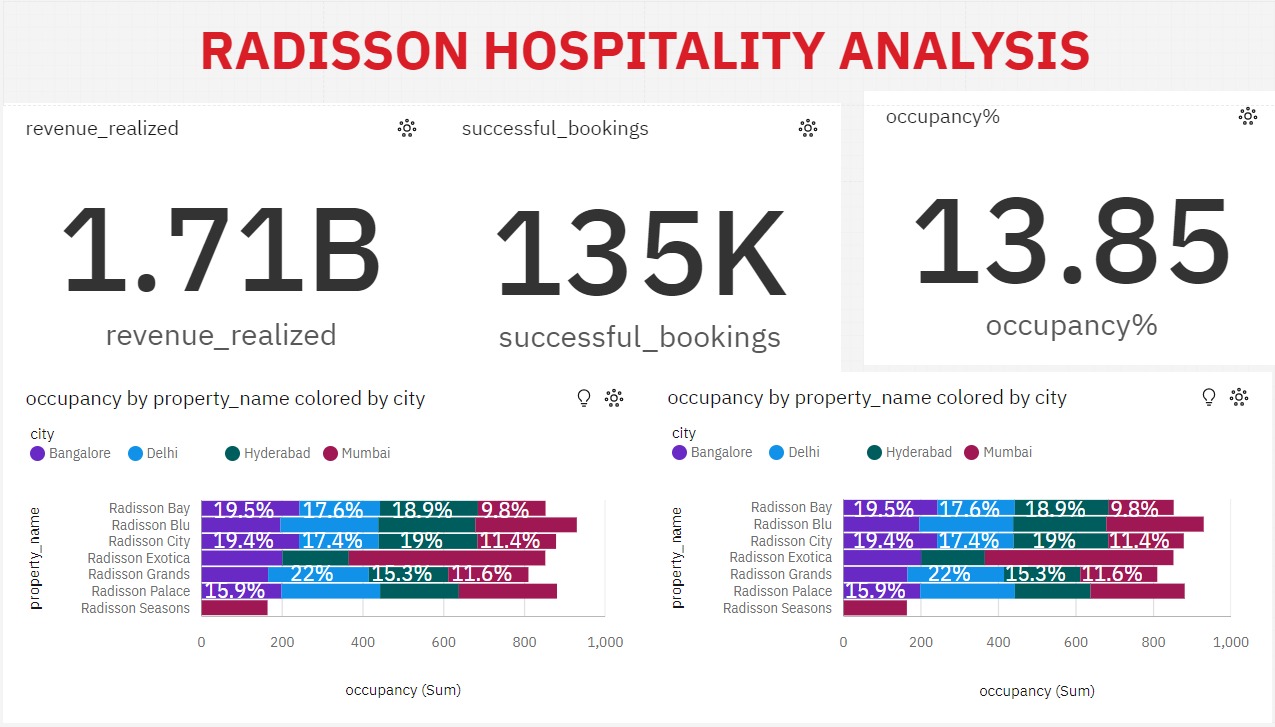 RADISSON HOSPITALITY ANALYSIS
revenue_realized
1.71B
revenue_realized
successful_bookings
135K
successful_bookings
occupancy%
13.85
occupancy%
occupancy by property_name colored by city
city
Bangalore Delhi Hyderabad Mumbai
property_name
Radisson Bay 19.5% 17.6% 18.9% 9.8%
Radisson Blu
Radisson City 19.4% 17.4% 19% 11.4%
Radisson Exotica
Radisson Grands 22% 15.3% 11.6%
Radisson Palace 15.9%
Radisson Seasons
0 200 400 600 800 1,000
occupancy (Sum)
occupancy by property_name colored by city
city
Bangalore Delhi Hyderabad Mumbai
property_name
Radisson Bay 19.5% 17.6% 18.9% 9.8%
Radisson Blu
Radisson City 19.4% 17.4% 19% 11.4%
Radisson Exotica
Radisson Grands 22% 15.3% 11.6%
Radisson Palace 15.9%
Radisson Seasons
0 200 400 600 800 1,000
occupancy (Sum)